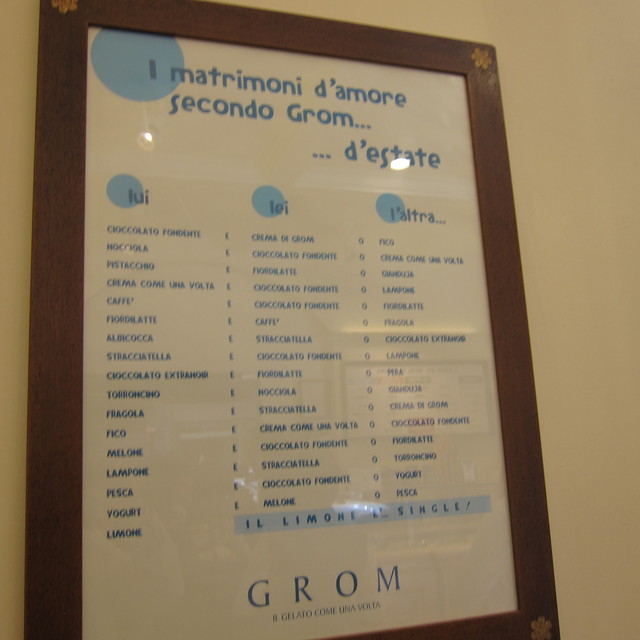 I matrimoni d'amore
secondo Grom...
... d'estate
lui lei l'altra...
CIOCCOLATO FONDENTE E CREMA DI GROM O FICO
NOCCIOLA E CIOCCOLATO FONDENTE O CREMA COME UNA VOLTA
PISTACCHIO E FIORDILATTE O GIANDUJA
CREMA COME UNA VOLTA E CIOCCOLATO FONDENTE O LAMPONE
CAFFE' E CIOCCOLATO FONDENTE O FIORDILATTE
FIORDILATTE E CAFFE' O FRAGOLA
ALBICOCCA E STRACCIATELLA O CIOCCOLATO EXTRANOIR
STRACCIATELLA E CIOCCOLATO FONDENTE O LAMPONE
CIOCCOLATO EXTRANOIR E FIORDILATTE O PERA
TORRONCINO E NOCCIOLA O GIANDUJA
FRAGOLA E STRACCIATELLA O CREMA DI GROM
FICO E CREMA COME UNA VOLTA O CIOCCOLATO FONDENTE
MELONE E CIOCCOLATO FONDENTE O FIORDILATTE
LAMPONE E STRACCIATELLA O TORRONCINO
PESCA E CIOCCOLATO FONDENTE O YOGURT
YOGURT E MELONE O PESCA
LIMONE IL LIMONE E' SINGLE!
GROM
IL GELATO COME UNA VOLTA